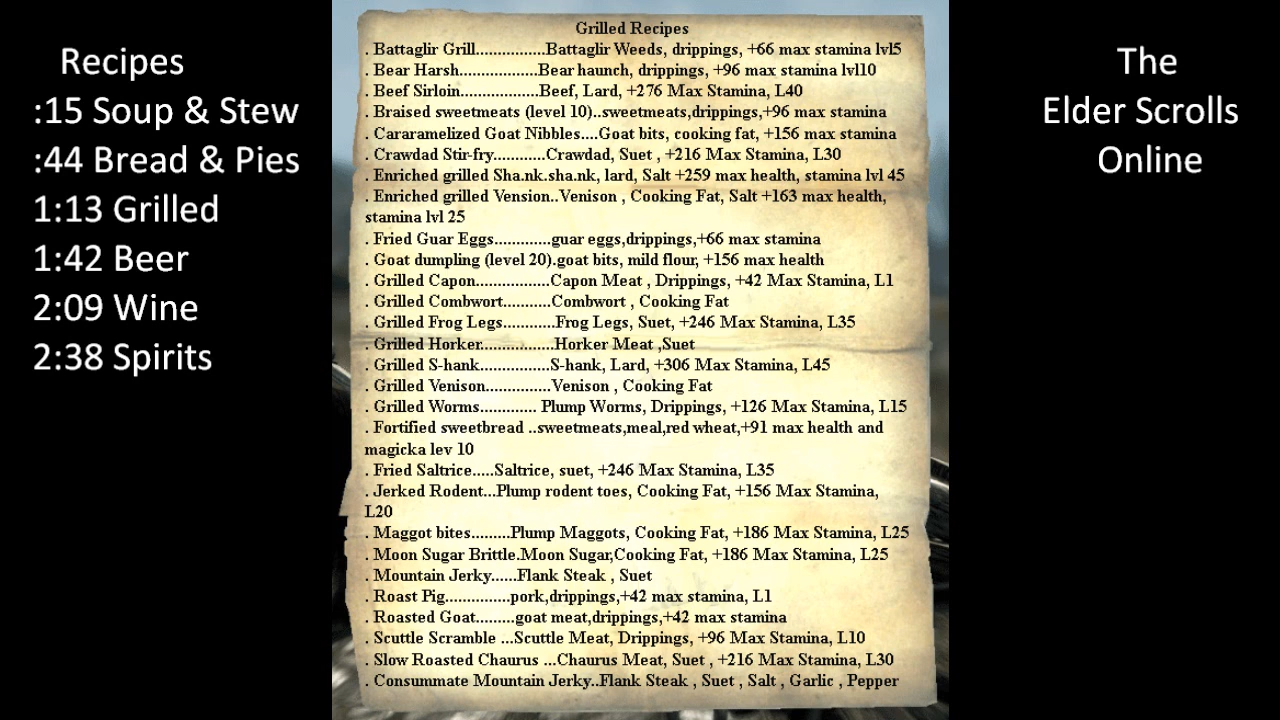 Recipes
:15 Soup & Stew
:44 Bread & Pies
1:13 Grilled
1:42 Beer
2:09 Wine
2:38 Spirits
Grilled Recipes
. Battaglir Grill...............Battaglir Weeds, drippings, +66 max stamina lvl5
. Bear Harsh.................Bear haunch, drippings, +96 max stamina lvl10
. Beef Sirloin.................Beef, Lard, +276 Max Stamina, L40
. Braised sweetmeats (level 10)..sweetmeats,drippings,+96 max stamina
. Cararamelized Goat Nibbles....Goat bits, cooking fat, +156 max stamina
. Crawdad Stir-fry...........Crawdad, Suet , +216 Max Stamina, L30
. Enriched grilled Sha.nk.sha.nk, lard, Salt +259 max health, stamina lvl 45
. Enriched grilled Vension..Venison , Cooking Fat, Salt +163 max health,
stamina lvl 25
. Fried Guar Eggs............guar eggs,drippings,+66 max stamina
. Goat dumpling (level 20).goat bits, mild flour, +156 max health
. Grilled Capon................Capon Meat , Drippings, +42 Max Stamina, L1
. Grilled Combwort..........Combwort , Cooking Fat
. Grilled Frog Legs...........Frog Legs, Suet, +246 Max Stamina, L35
. Grilled Horker...............Horker Meat ,Suet
. Grilled S-hank...............S-hank, Lard, +306 Max Stamina, L45
. Grilled Venison..............Venison , Cooking Fat
. Grilled Worms............ Plump Worms, Drippings, +126 Max Stamina, L15
. Fortified sweetbread ..sweetmeats,meal,red wheat,+91 max health and
magicka lev 10
. Fried Saltrice.....Saltrice, suet, +246 Max Stamina, L35
. Jerked Rodent...Plump rodent toes, Cooking Fat, +156 Max Stamina,
L20
. Maggot bites.........Plump Maggots, Cooking Fat, +186 Max Stamina, L25
. Moon Sugar Brittle.Moon Sugar,Cooking Fat, +186 Max Stamina, L25
. Mountain Jerky......Flank Steak , Suet
. Roast Pig..............pork,drippings,+42 max stamina, L1
. Roasted Goat.........goat meat,drippings,+42 max stamina
. Scuttle Scramble ...Scuttle Meat, Drippings, +96 Max Stamina, L10
. Slow Roasted Chaurus ...Chaurus Meat, Suet , +216 Max Stamina, L30
. Consummate Mountain Jerky..Flank Steak , Suet , Salt , Garlic , Pepper
The
Elder Scrolls
Online